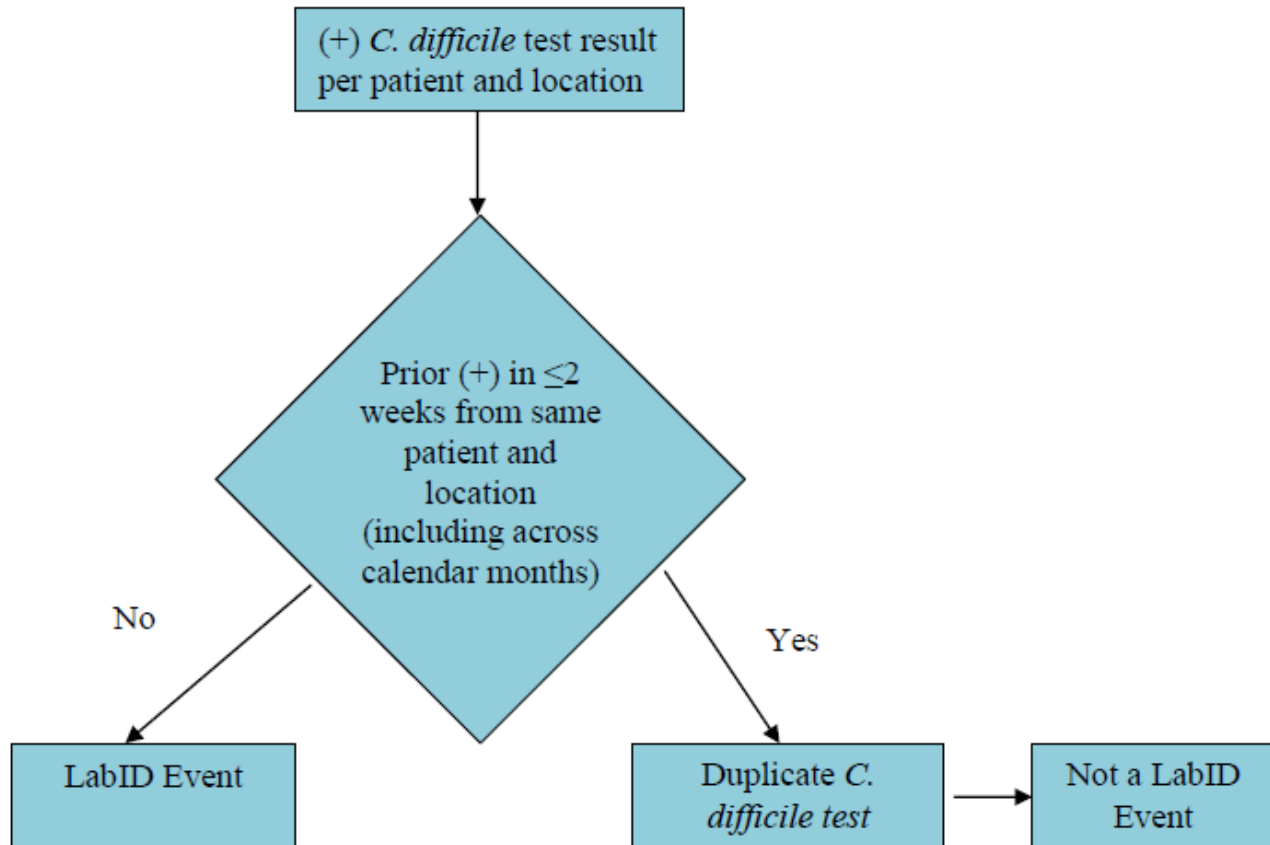 (+) C. difficile test result
per patient and location
Prior (+) in ≤2
weeks from same
patient and
location
(including across
calendar months)
No
Yes
LabID Event
Duplicate C.
difficile test
Not a LabID
Event